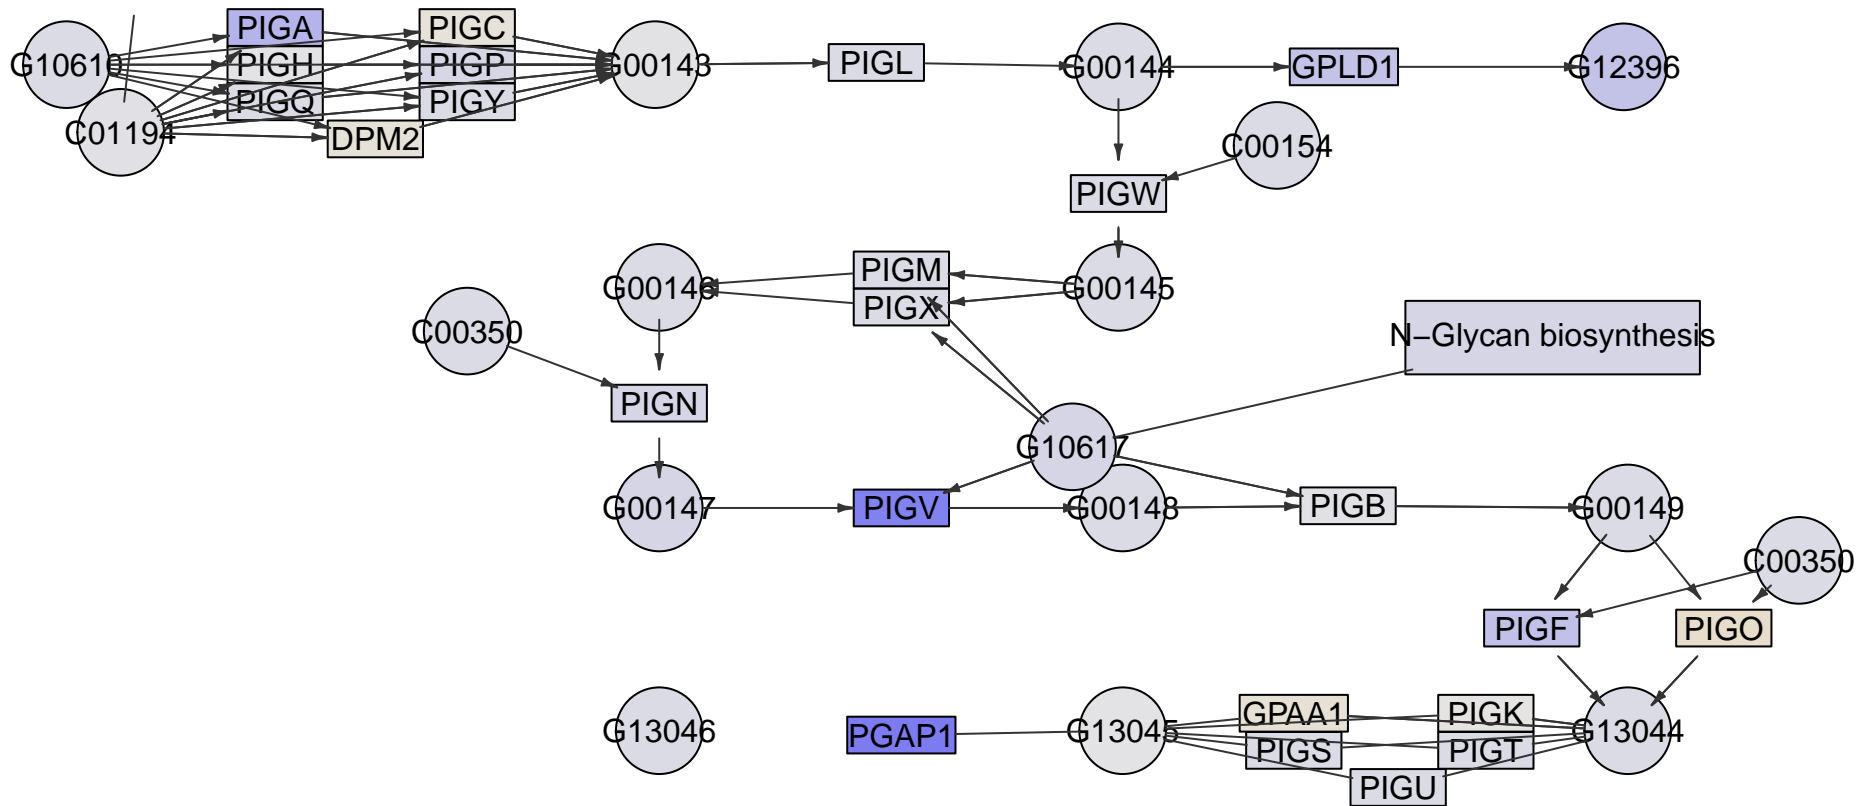 PIGA
PIGC
G10619
PIGH
PIGP
G00143
PIGL
G00144
GPLD1
G12396
PIGQ
PIGY
C01194
DPM2
C00154
PIGW
PIGM
G00146
G00145
PIGX
C00350
N−Glycan biosynthesis
PIGN
G10617
G00147
PIGV
G00148
PIGB
G00149
C00350
PIGF
PIGO
GPAA1
PIGK
G13046
PGAP1
G13045
G13044
PIGS
PIGT
PIGU